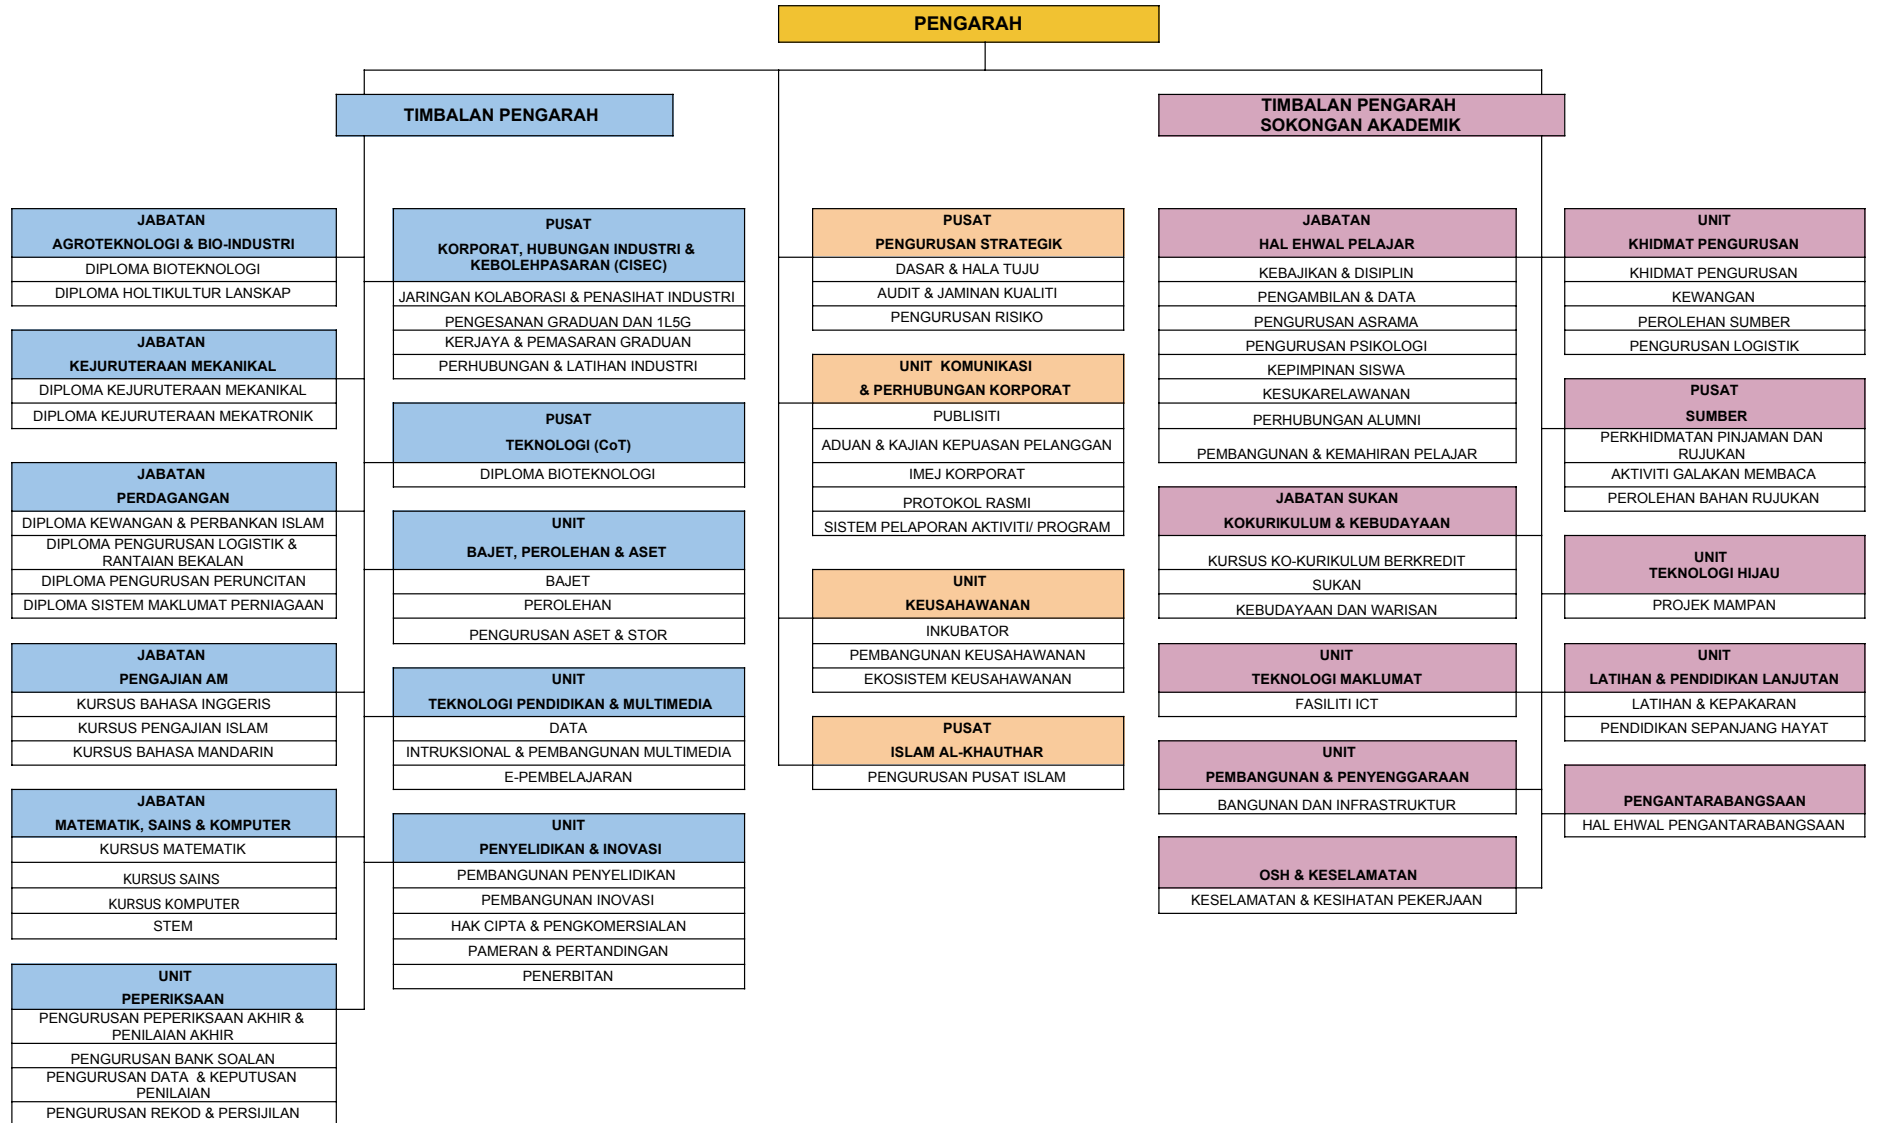 PENGARAH
TIMBALAN PENGARAH
TIMBALAN PENGARAH
SOKONGAN AKADEMIK
JABATAN
AGROTEKNOLOGI & BIO-INDUSTRI
DIPLOMA BIOTEKNOLOGI
DIPLOMA HOLTIKULTUR LANSKAP
JABATAN
KEJURUTERAAN MEKANIKAL
DIPLOMA KEJURUTERAAN MEKANIKAL
DIPLOMA KEJURUTERAAN MEKATRONIK
JABATAN
PERDAGANGAN
DIPLOMA KEWANGAN & PERBANKAN ISLAM
DIPLOMA PENGURUSAN LOGISTIK &
RANTAIAN BEKALAN
DIPLOMA PENGURUSAN PERUNCITAN
DIPLOMA SISTEM MAKLUMAT PERNIAGAAN
JABATAN
PENGAJIAN AM
KURSUS BAHASA INGGERIS
KURSUS PENGAJIAN ISLAM
KURSUS BAHASA MANDARIN
JABATAN
MATEMATIK, SAINS & KOMPUTER
KURSUS MATEMATIK
KURSUS SAINS
KURSUS KOMPUTER
STEM
UNIT
PEPERIKSAAN
PENGURUSAN PEPERIKSAAN AKHIR &
PENILAIAN AKHIR
PENGURUSAN BANK SOALAN
PENGURUSAN DATA & KEPUTUSAN
PENILAIAN
PENGURUSAN REKOD & PERSIJILAN
PUSAT
KORPORAT, HUBUNGAN INDUSTRI &
KEBOLEHPASARAN (CISEC)
JARINGAN KOLABORASI & PENASIHAT INDUSTRI
PENGESANAN GRADUAN DAN 1L5G
KERJAYA & PEMASARAN GRADUAN
PERHUBUNGAN & LATIHAN INDUSTRI
PUSAT
TEKNOLOGI (CoT)
DIPLOMA BIOTEKNOLOGI
UNIT
BAJET, PEROLEHAN & ASET
BAJET
PEROLEHAN
PENGURUSAN ASET & STOR
UNIT
TEKNOLOGI PENDIDIKAN & MULTIMEDIA
DATA
INTRUKSIONAL & PEMBANGUNAN MULTIMEDIA
E-PEMBELAJARAN
UNIT
PENYELIDIKAN & INOVASI
PEMBANGUNAN PENYELIDIKAN
PEMBANGUNAN INOVASI
HAK CIPTA & PENGKOMERSIALAN
PAMERAN & PERTANDINGAN
PENERBITAN
PUSAT
PENGURUSAN STRATEGIK
DASAR & HALA TUJU
AUDIT & JAMINAN KUALITI
PENGURUSAN RISIKO
UNIT KOMUNIKASI
& PERHUBUNGAN KORPORAT
PUBLISITI
ADUAN & KAJIAN KEPUASAN PELANGGAN
IMEJ KORPORAT
PROTOKOL RASMI
SISTEM PELAPORAN AKTIVITI/ PROGRAM
UNIT
KEUSAHAWANAN
INKUBATOR
PEMBANGUNAN KEUSAHAWANAN
EKOSISTEM KEUSAHAWANAN
PUSAT
ISLAM AL-KHAUTHAR
PENGURUSAN PUSAT ISLAM
JABATAN
HAL EHWAL PELAJAR
KEBAJIKAN & DISIPLIN
PENGAMBILAN & DATA
PENGURUSAN ASRAMA
PENGURUSAN PSIKOLOGI
KEPIMPINAN SISWA
KESUKARELAWANAN
PERHUBUNGAN ALUMNI
PEMBANGUNAN & KEMAHIRAN PELAJAR
JABATAN SUKAN
KOKURIKULUM & KEBUDAYAAN
KURSUS KO-KURIKULUM BERKREDIT
SUKAN
KEBUDAYAAN DAN WARISAN
UNIT
TEKNOLOGI MAKLUMAT
FASILITI ICT
UNIT
PEMBANGUNAN & PENYENGGARAAN
BANGUNAN DAN INFRASTRUKTUR
OSH & KESELAMATAN
KESELAMATAN & KESIHATAN PEKERJAAN
UNIT
KHIDMAT PENGURUSAN
KHIDMAT PENGURUSAN
KEWANGAN
PEROLEHAN SUMBER
PENGURUSAN LOGISTIK
PUSAT
SUMBER
PERKHIDMATAN PINJAMAN DAN
RUJUKAN
AKTIVITI GALAKAN MEMBACA
PEROLEHAN BAHAN RUJUKAN
UNIT
TEKNOLOGI HIJAU
PROJEK MAMPAN
UNIT
LATIHAN & PENDIDIKAN LANJUTAN
LATIHAN & KEPAKARAN
PENDIDIKAN SEPANJANG HAYAT
PENGANTARABANGSAAN
HAL EHWAL PENGANTARABANGSAAN